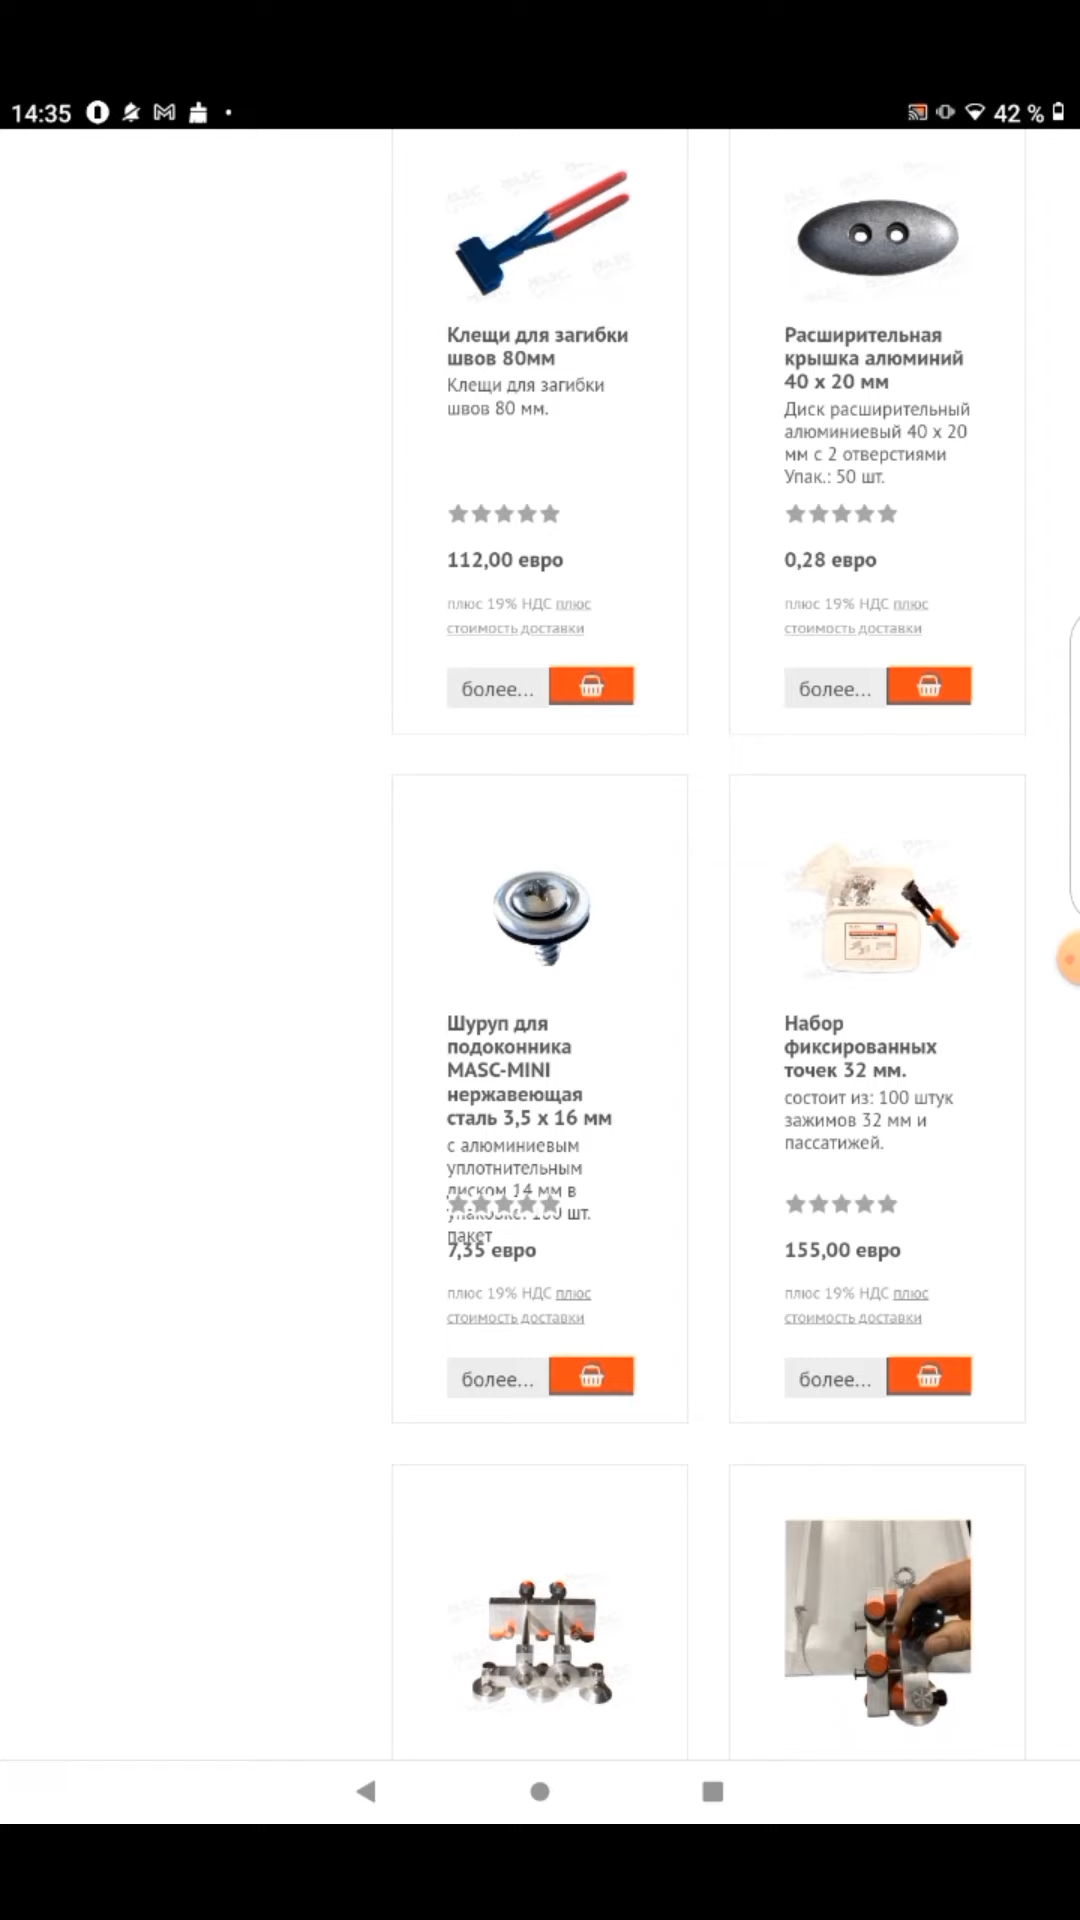 14:35
42 %
Клещи для загибки
швов 80мм
Клещи для загибки
швов 80 мм.
112,00 евро
плюс 19% НДС плюс
стоимость доставки
более...
Расширительная
крышка алюминий
40 x 20 мм
Диск расширительный
алюминиевый 40 x 20
мм с 2 отверстиями
Упак.: 50 шт.
0,28 евро
плюс 19% НДС плюс
стоимость доставки
более...
Шуруп для
подоконника
MASC-MINI
нержавеющая
сталь 3,5 x 16 мм
с алюминиевым
уплотнительным
диском 14 мм в
упаковке: 100 шт.
пакет
7,35 евро
плюс 19% НДС плюс
стоимость доставки
более...
Набор
фиксированных
точек 32 мм.
состоит из: 100 штук
зажимов 32 мм и
пассатижей.
155,00 евро
плюс 19% НДС плюс
стоимость доставки
более...